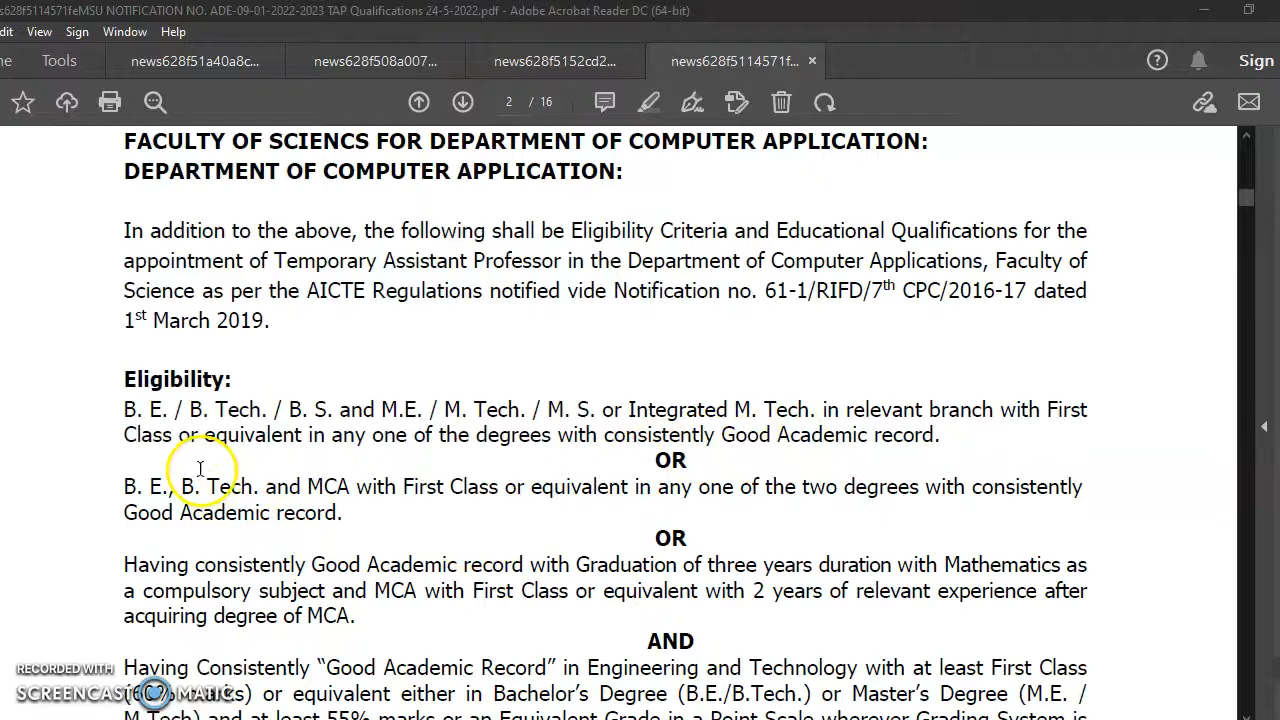 s628f5114571feMSU NOTIFICATION NO. ADE-09-01-2022-2023 TAP Qualifications 24-5-2022.pdf - Adobe Acrobat Reader DC (64-bit)
dit View Sign Window Help
ne Tools news628f51a40a8c... news628f508a007... news628f5152cd2... news628f5114571f... × Sign
2 / 16
FACULTY OF SCIENCS FOR DEPARTMENT OF COMPUTER APPLICATION:
DEPARTMENT OF COMPUTER APPLICATION:
In addition to the above, the following shall be Eligibility Criteria and Educational Qualifications for the
appointment of Temporary Assistant Professor in the Department of Computer Applications, Faculty of
Science as per the AICTE Regulations notified vide Notification no. 61-1/RIFD/7th CPC/2016-17 dated
1st March 2019.
Eligibility:
B. E. / B. Tech. / B. S. and M.E. / M. Tech. / M. S. or Integrated M. Tech. in relevant branch with First
Class or equivalent in any one of the degrees with consistently Good Academic record.
OR
B. E., B. Tech. and MCA with First Class or equivalent in any one of the two degrees with consistently
Good Academic record.
OR
Having consistently Good Academic record with Graduation of three years duration with Mathematics as
a compulsory subject and MCA with First Class or equivalent with 2 years of relevant experience after
acquiring degree of MCA.
AND
Having Consistently “Good Academic Record” in Engineering and Technology with at least First Class
RECORDED WITH
SCREENCAST MATIC
or equivalent either in Bachelor’s Degree (B.E./B.Tech.) or Master’s Degree (M.E. /
M.Tech) and at least 55% marks or an Equivalent Grade in a Point Scale wherever Grading System is